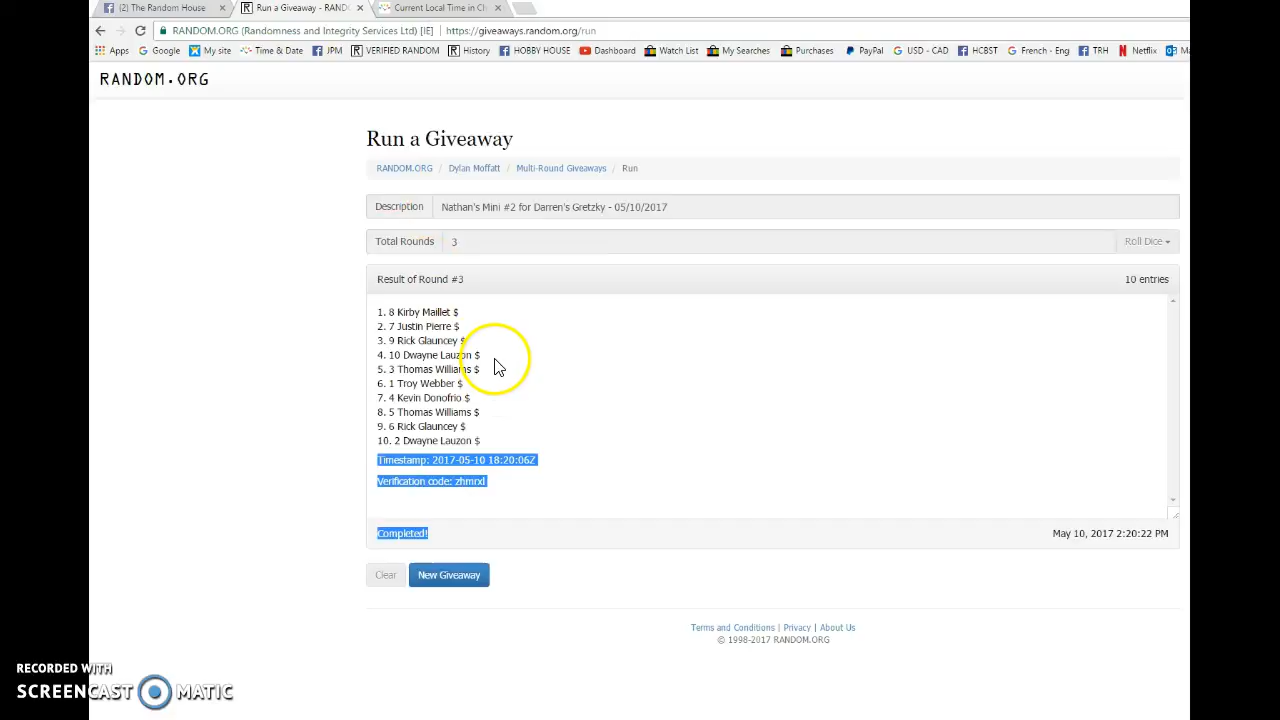 (2) The Random House
Run a Giveaway - RAND
Current Local Time in Ch
RANDOM.ORG (Randomness and Integrity Services Ltd) [IE]
https://giveaways.random.org/run
Apps Google My site Time & Date JPM VERIFIED RANDOM History HOBBY HOUSE Dashboard Watch List My Searches Purchases PayPal USD - CAD HCBST French - Eng TRH Netflix
RANDOM.ORG
Run a Giveaway
RANDOM.ORG / Dylan Moffatt / Multi-Round Giveaways / Run
Description Nathan's Mini #2 for Darren's Gretzky - 05/10/2017
Total Rounds 3 Roll Dice
Result of Round #3 10 entries
1. 8 Kirby Maillet $
2. 7 Justin Pierre $
3. 9 Rick Glauncey $
4. 10 Dwayne Lauzon $
5. 3 Thomas Williams $
6. 1 Troy Webber $
7. 4 Kevin Donofrio $
8. 5 Thomas Williams $
9. 6 Rick Glauncey $
10. 2 Dwayne Lauzon $
Timestamp: 2017-05-10 18:20:06Z
Verification code: zhmrxl
Completed! May 10, 2017 2:20:22 PM
Clear New Giveaway
Terms and Conditions | Privacy | About Us
© 1998-2017 RANDOM.ORG
RECORDED WITH
SCREENCAST MATIC